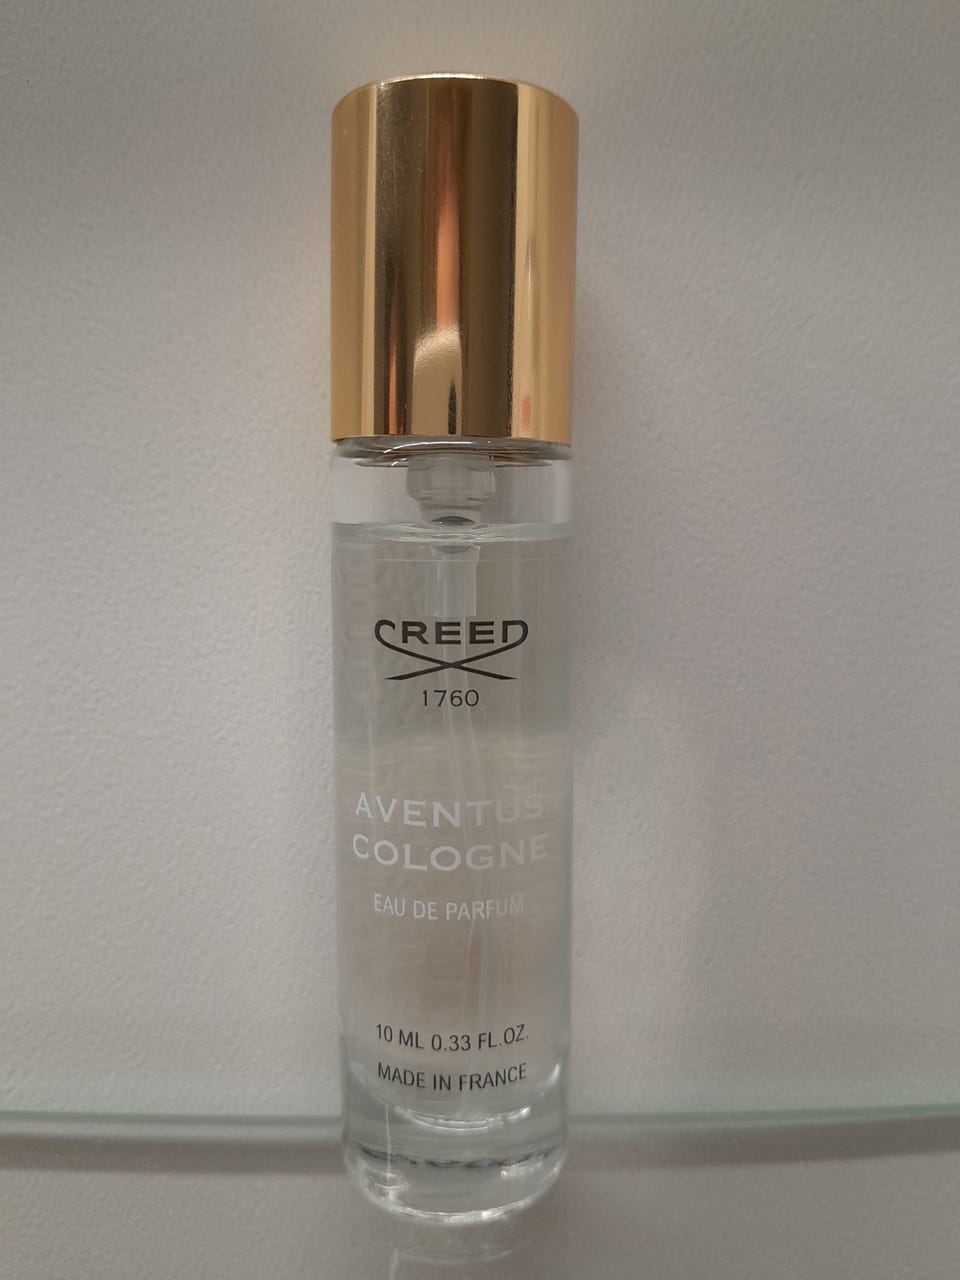 CREED
1760
AVENTUS
COLOGNE
EAU DE PARFUM
10 ML 0.33 FL.OZ.
MADE IN FRANCE